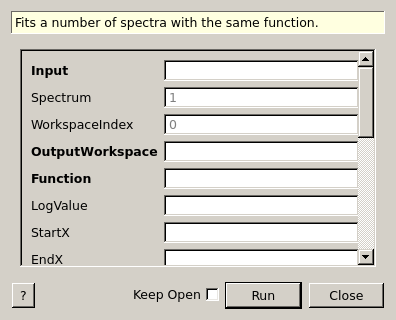 Fits a number of spectra with the same function.
Input
Spectrum 1
WorkspaceIndex 0
OutputWorkspace
Function
LogValue
StartX
EndX
? Keep Open Run Close